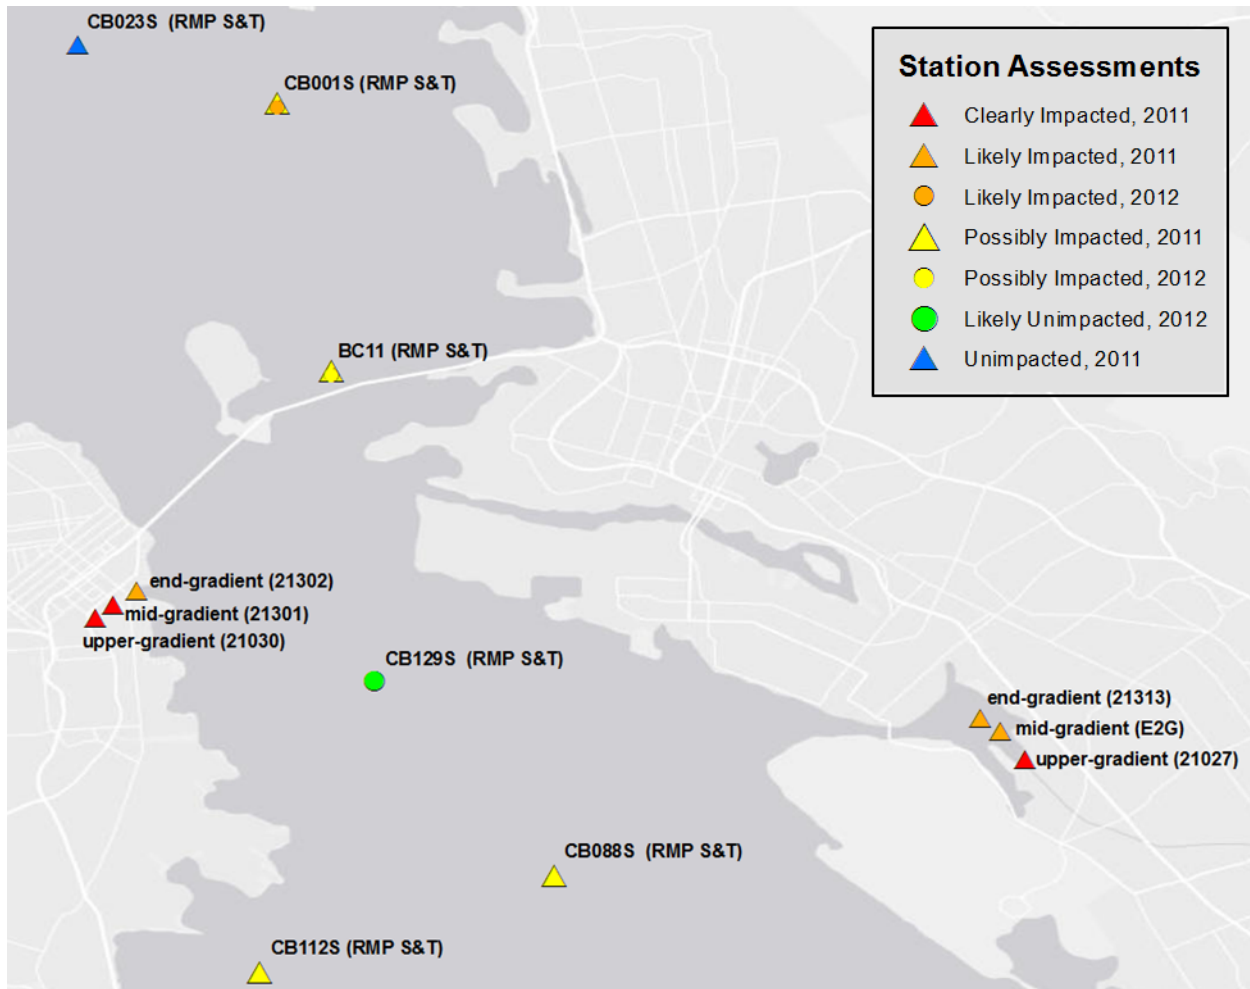 CB023S (RMP S&T)
CB001S (RMP S&T)
Station Assessments
Clearly Impacted, 2011
Likely Impacted, 2011
Likely Impacted, 2012
Possibly Impacted, 2011
Possibly Impacted, 2012
Likely Unimpacted, 2012
Unimpacted, 2011
BC11 (RMP S&T)
end-gradient (21302)
mid-gradient (21301)
upper-gradient (21030)
CB129S (RMP S&T)
end-gradient (21313)
mid-gradient (E2G)
upper-gradient (21027)
CB088S (RMP S&T)
CB112S (RMP S&T)